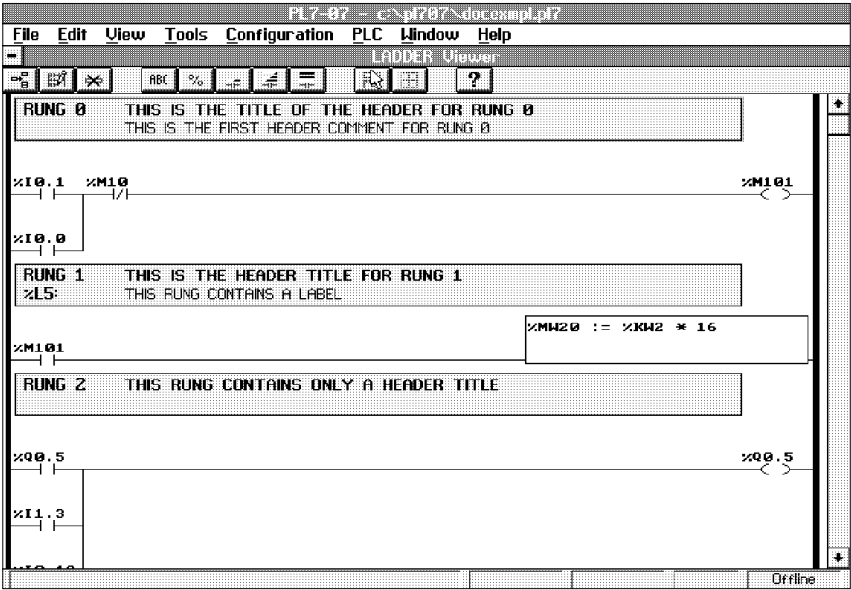 PL7-07 - c:\pl707\docexmpl.pl7
File Edit View Tools Configuration PLC Window Help
LADDER Viewer
ABC % ?
RUNG 0 THIS IS THE TITLE OF THE HEADER FOR RUNG 0
THIS IS THE FIRST HEADER COMMENT FOR RUNG 0
%I0.1 %M10 %M101
%I0.0
RUNG 1 THIS IS THE HEADER TITLE FOR RUNG 1
%L5: THIS RUNG CONTAINS A LABEL
%MW20 := %KW2 * 16
%M101
RUNG 2 THIS RUNG CONTAINS ONLY A HEADER TITLE
%Q0.5 %Q0.5
%I1.3
Offline